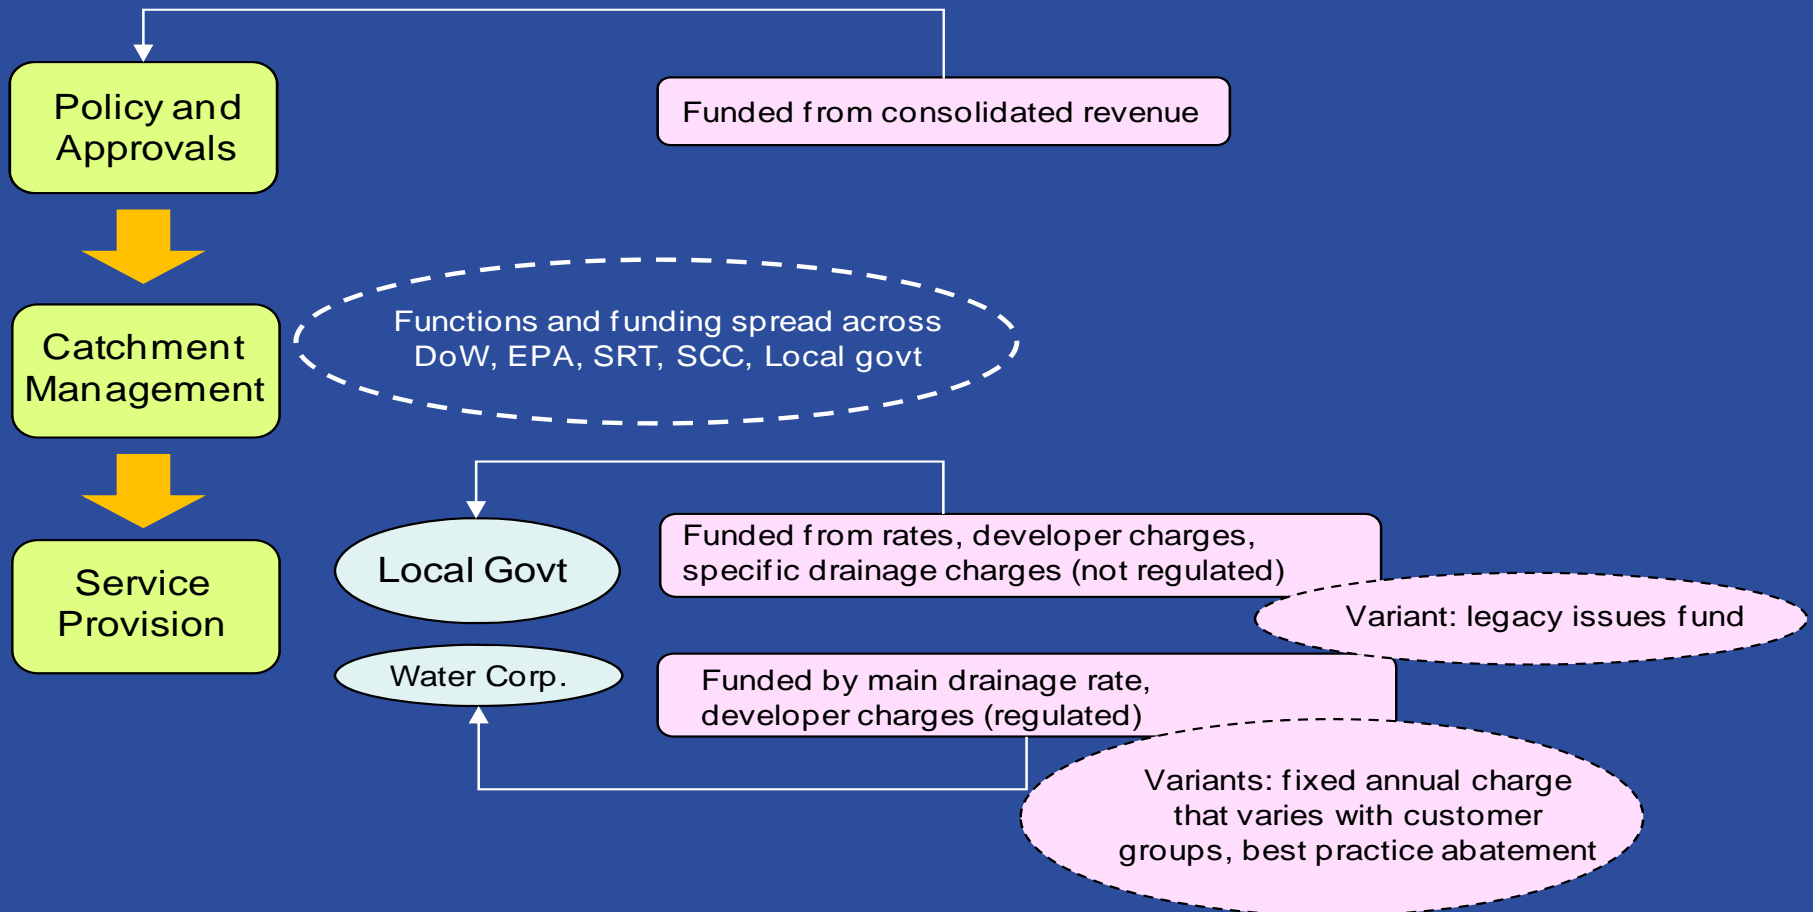 Policy and
Approvals
Funded from consolidated revenue
Catchment
Management
Functions and funding spread across
DoW, EPA, SRT, SCC, Local govt
Service
Provision
Local Govt
Funded from rates, developer charges,
specific drainage charges (not regulated)
Variant: legacy issues fund
Water Corp.
Funded by main drainage rate,
developer charges (regulated)
Variants: fixed annual charge
that varies with customer
groups, best practice abatement